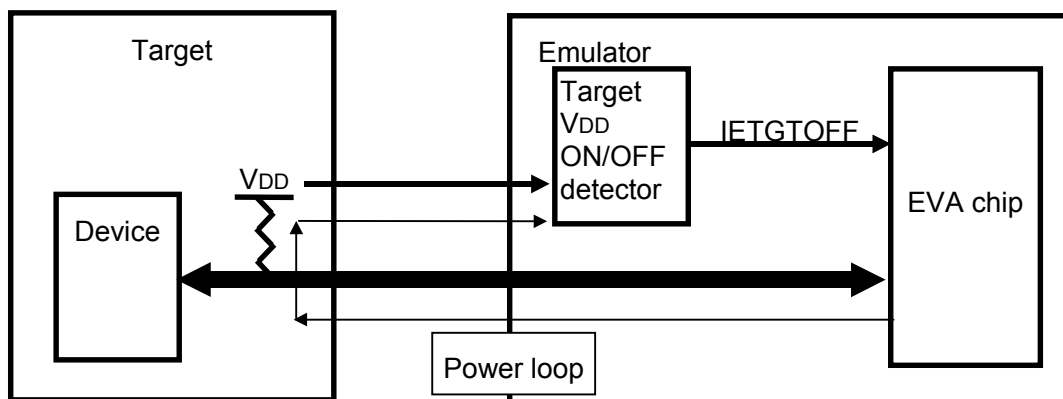 Target
Emulator
Target
VDD
ON/OFF
detector
IETGTOFF
VDD
Device
EVA chip
Power loop